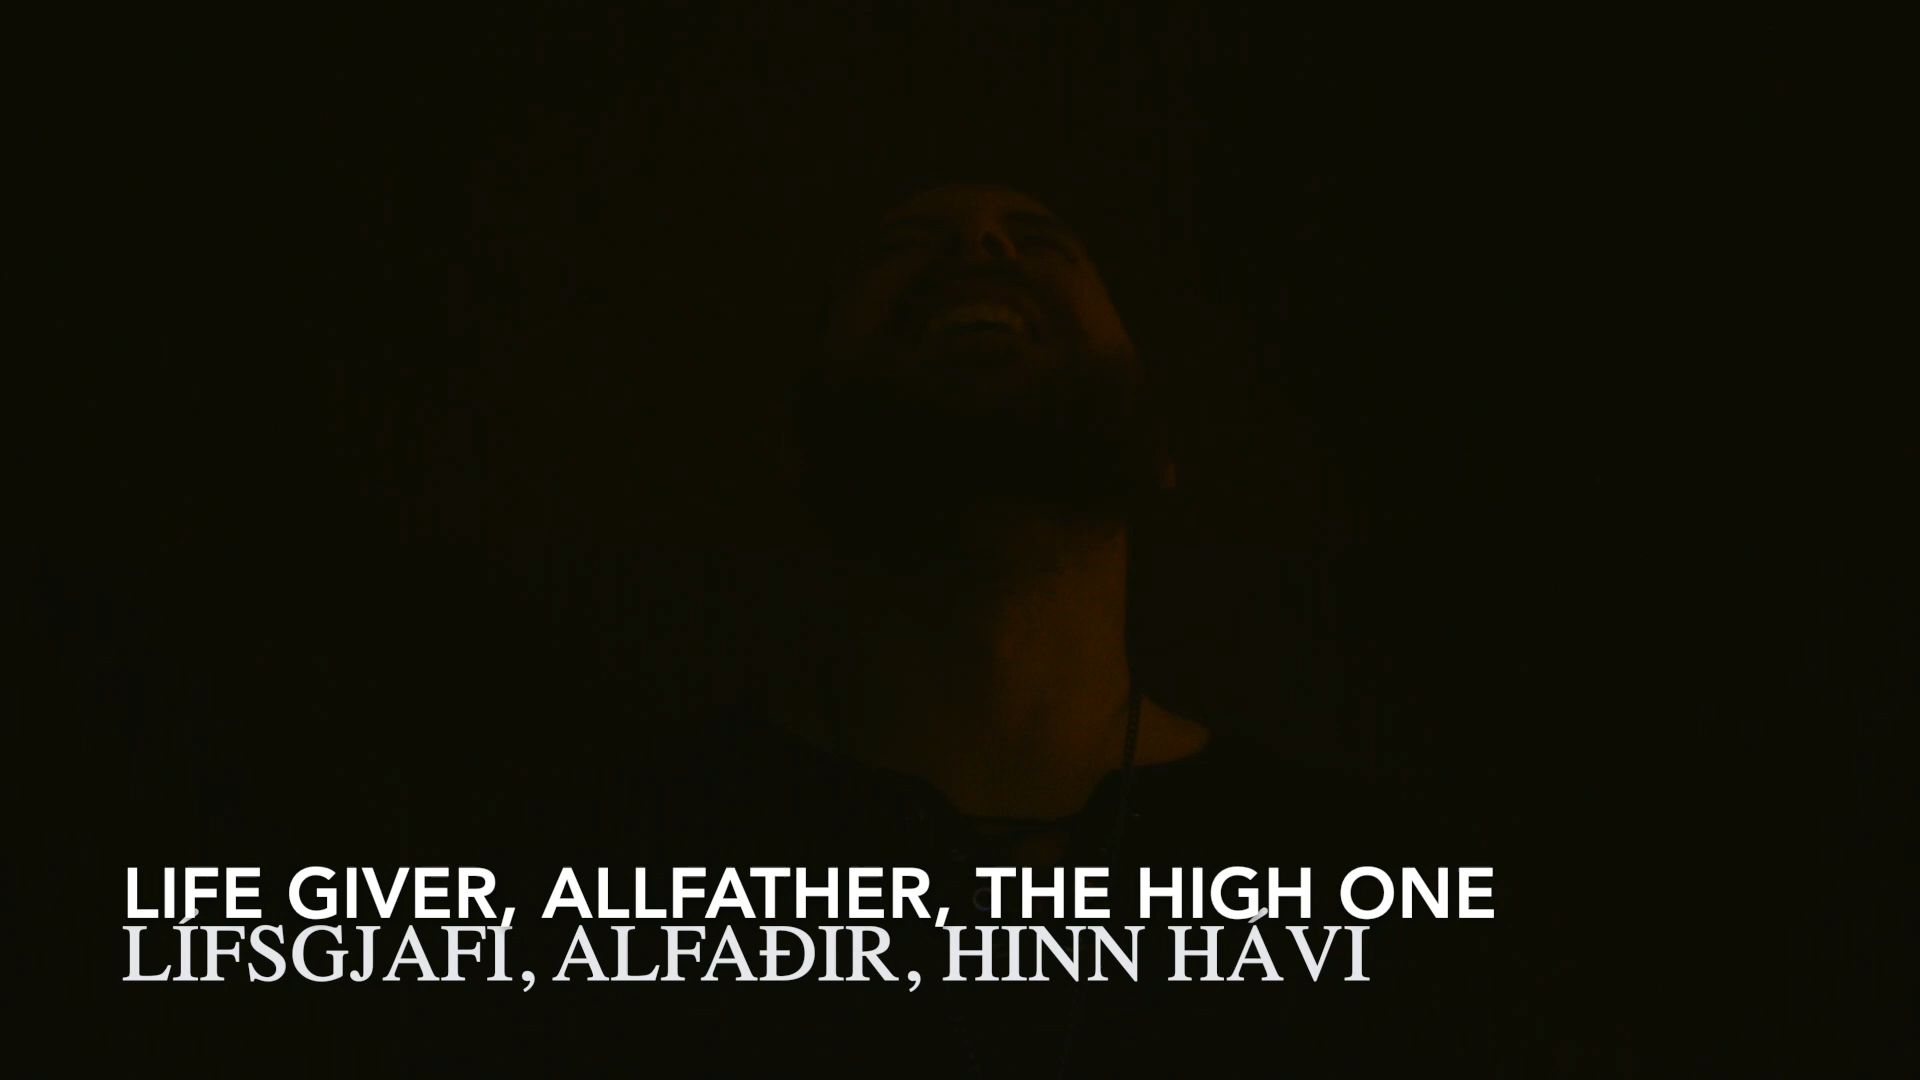 LIFE GIVER, ALLFATHER, THE HIGH ONE
LÍFSGJAFI, ALFAÐIR, HINN HÁVI